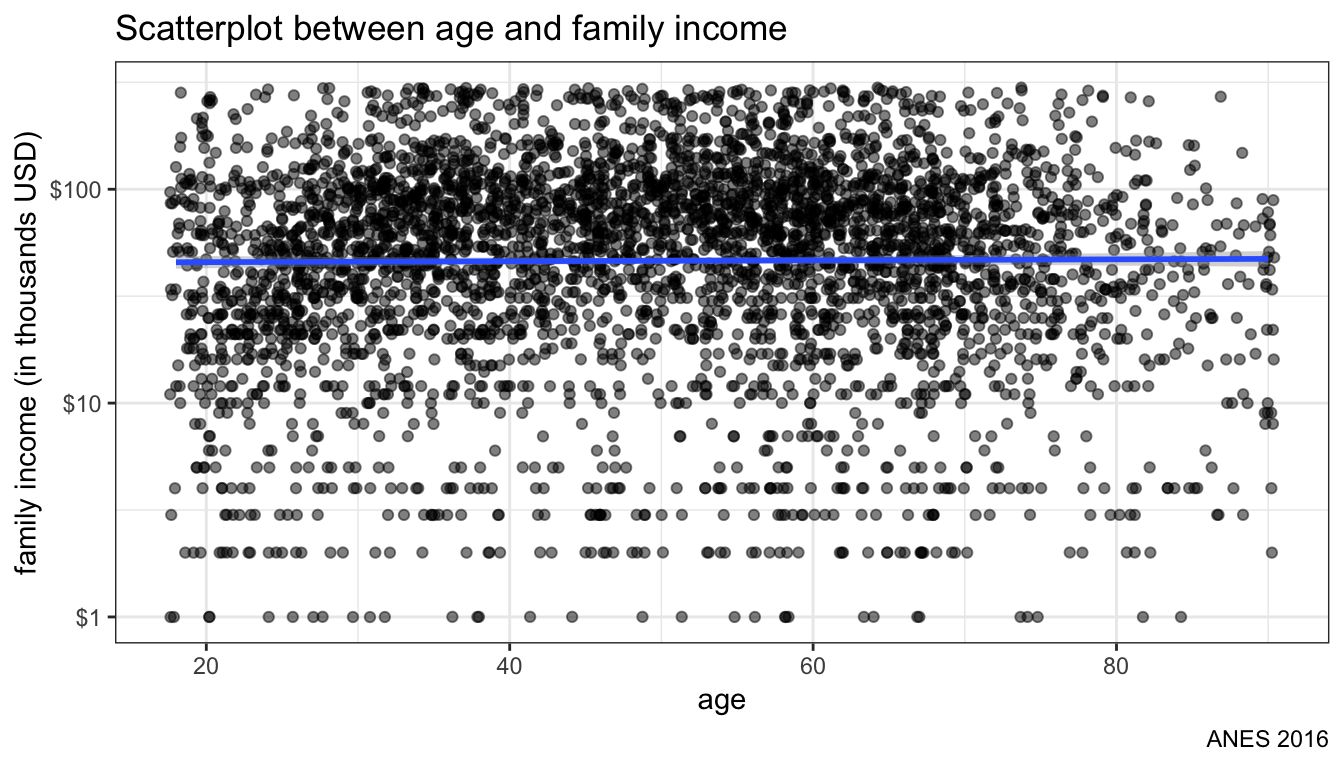 Scatterplot between age and family income
family income (in thousands USD)
$100
$10
$1
20 40 60 80
age
ANES 2016